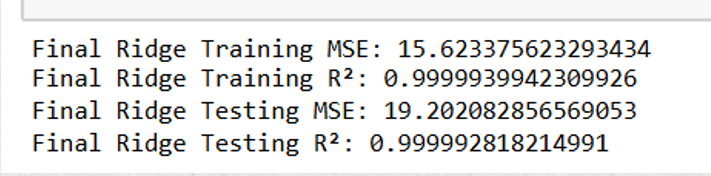 Final Ridge Training MSE: 15.623375623293434
Final Ridge Training R²: 0.9999939942309926
Final Ridge Testing MSE: 19.202082856569053
Final Ridge Testing R²: 0.999992818214991